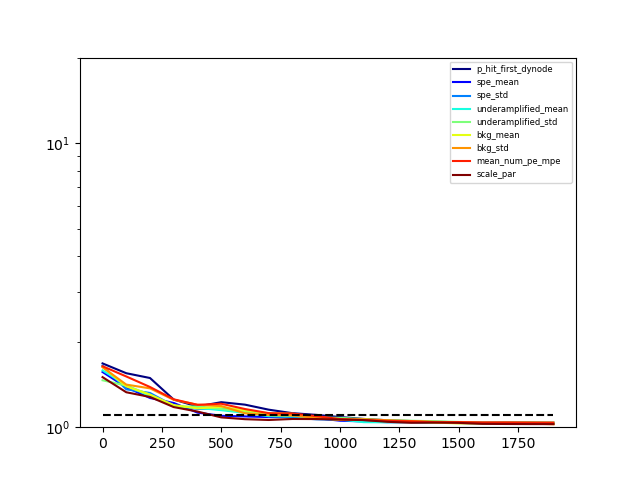 10¹
10⁰
0
250
500
750
1000
1250
1500
1750
p_hit_first_dynode
spe_mean
spe_std
underamplified_mean
underamplified_std
bkg_mean
bkg_std
mean_num_pe_mpe
scale_par